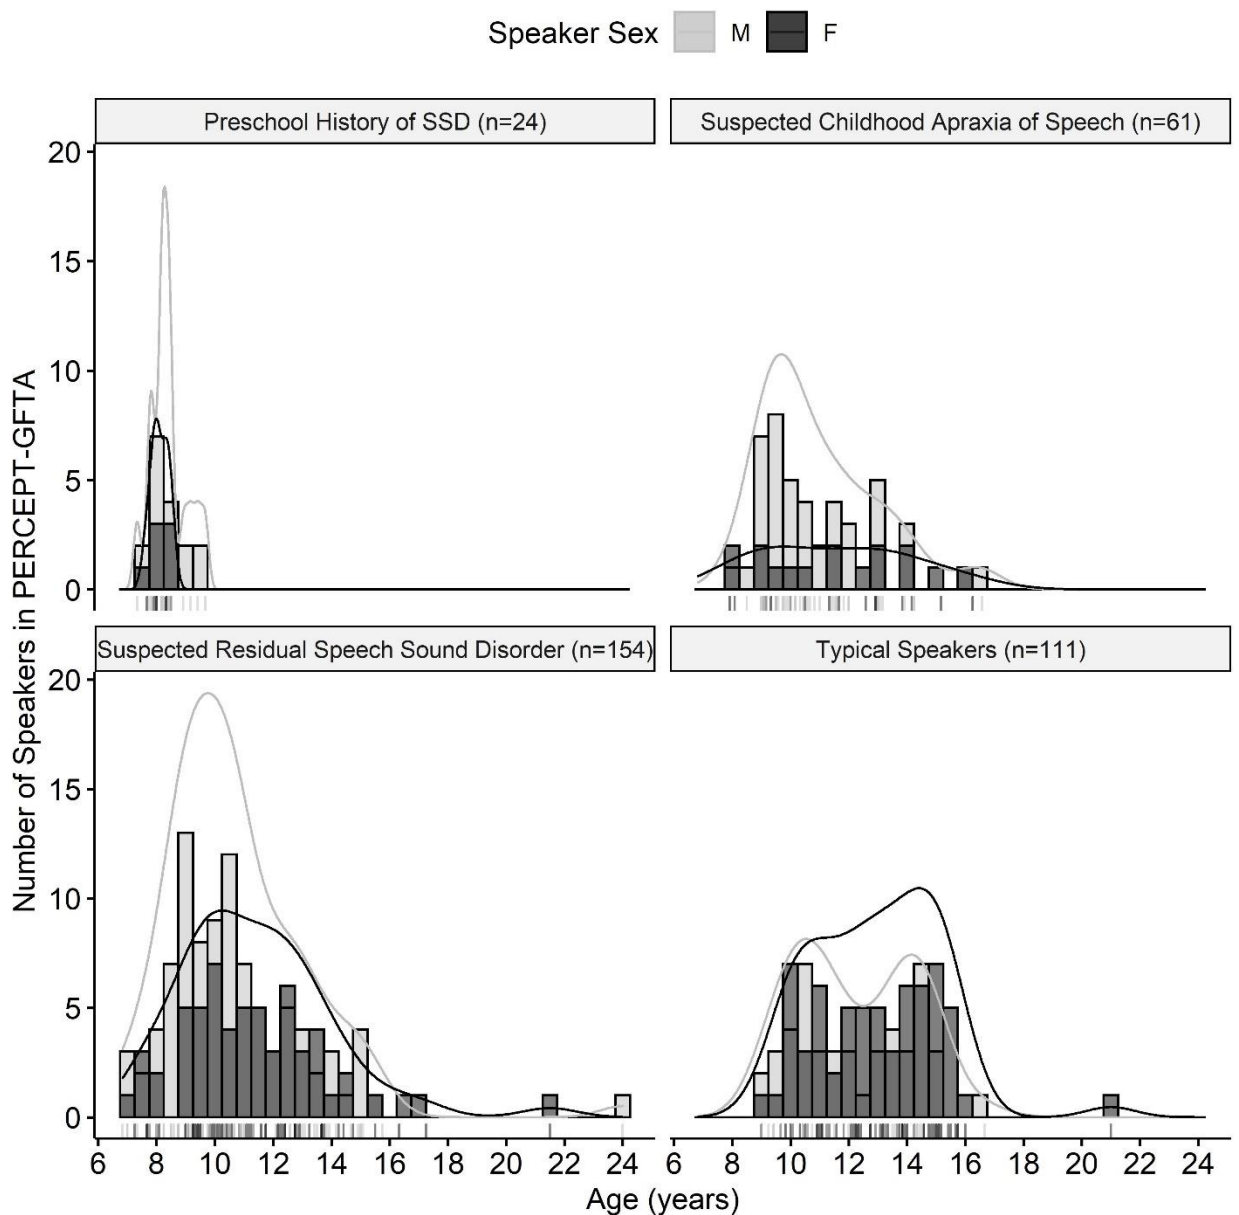 Speaker Sex M F
Preschool History of SSD (n=24)
Suspected Childhood Apraxia of Speech (n=61)
20
15
10
5
0
Suspected Residual Speech Sound Disorder (n=154)
Typical Speakers (n=111)
20
15
10
5
0
Number of Speakers in PERCEPT-GFTA
6 8 10 12 14 16 18 20 22 24
6 8 10 12 14 16 18 20 22 24
Age (years)